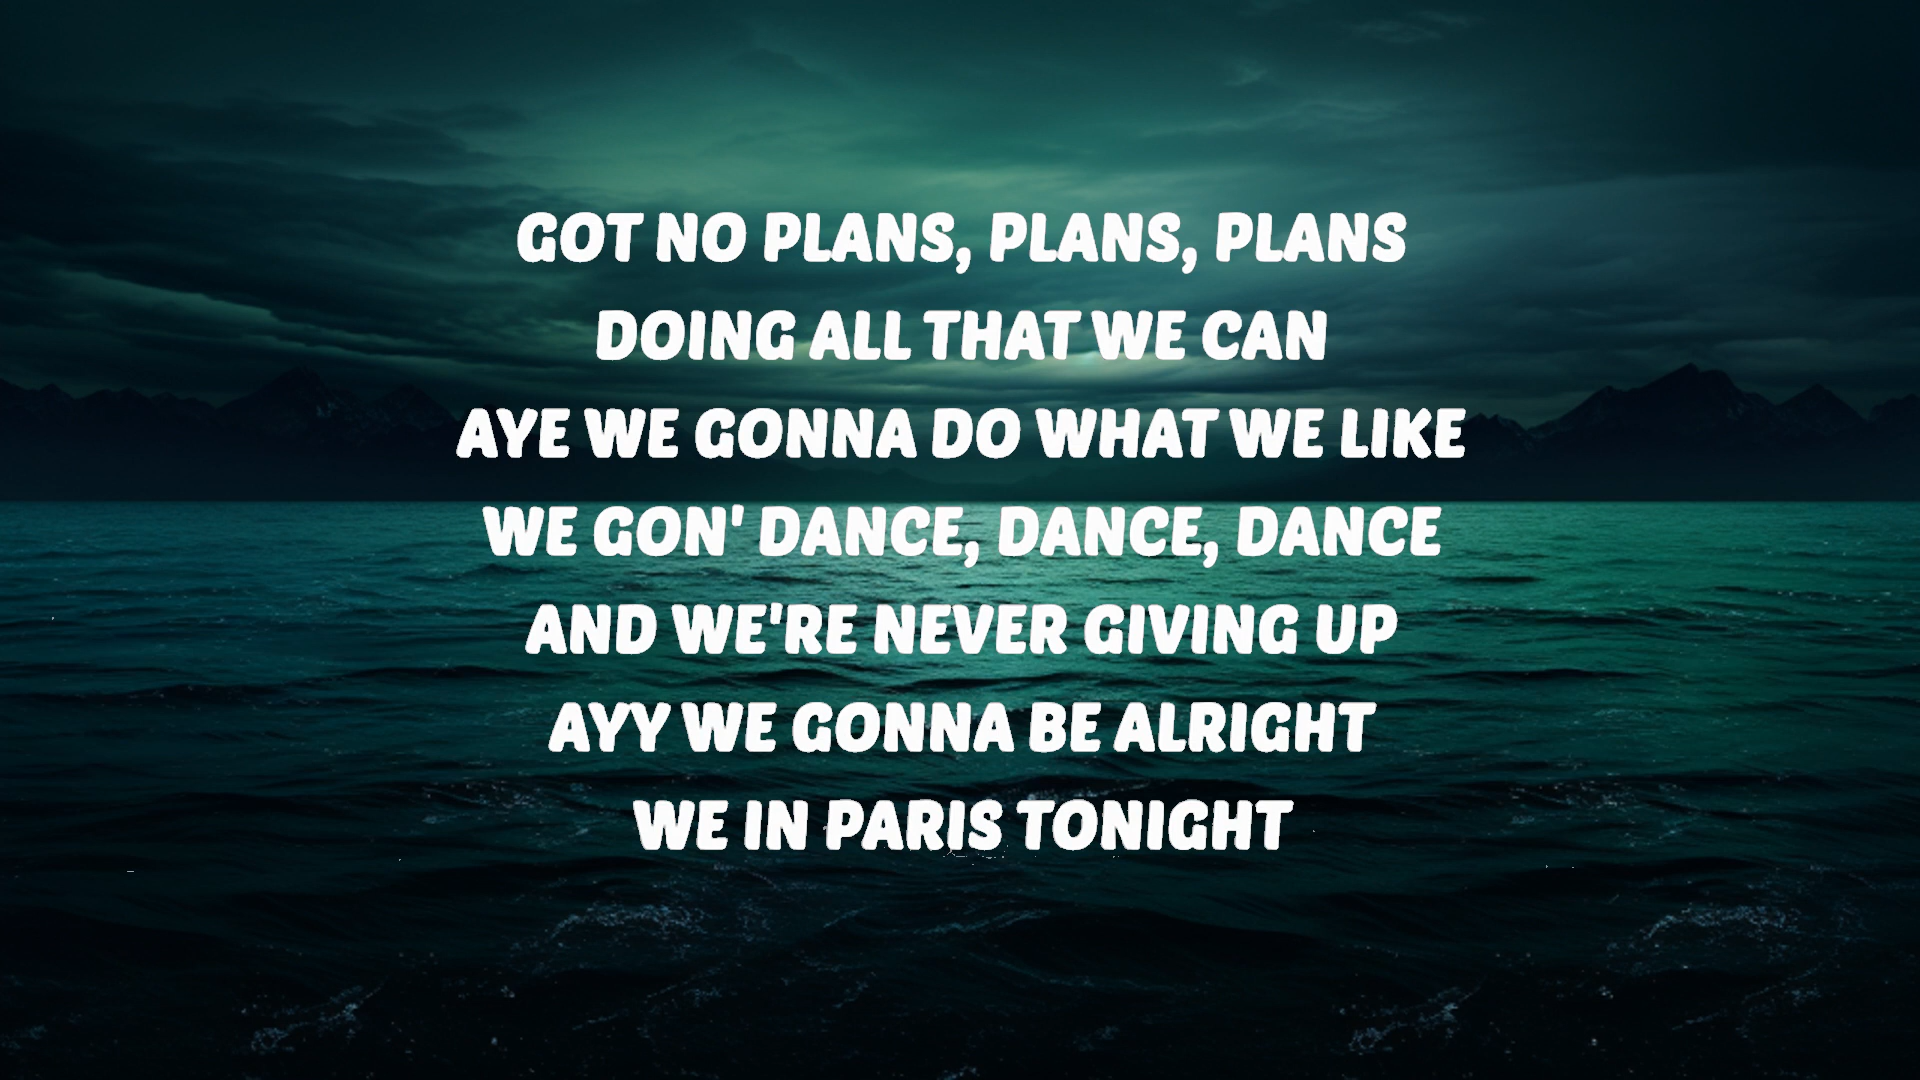 GOT NO PLANS, PLANS, PLANS
DOING ALL THAT WE CAN
AYE WE GONNA DO WHAT WE LIKE
WE GON' DANCE, DANCE, DANCE
AND WE'RE NEVER GIVING UP
AYY WE GONNA BE ALRIGHT
WE IN PARIS TONIGHT